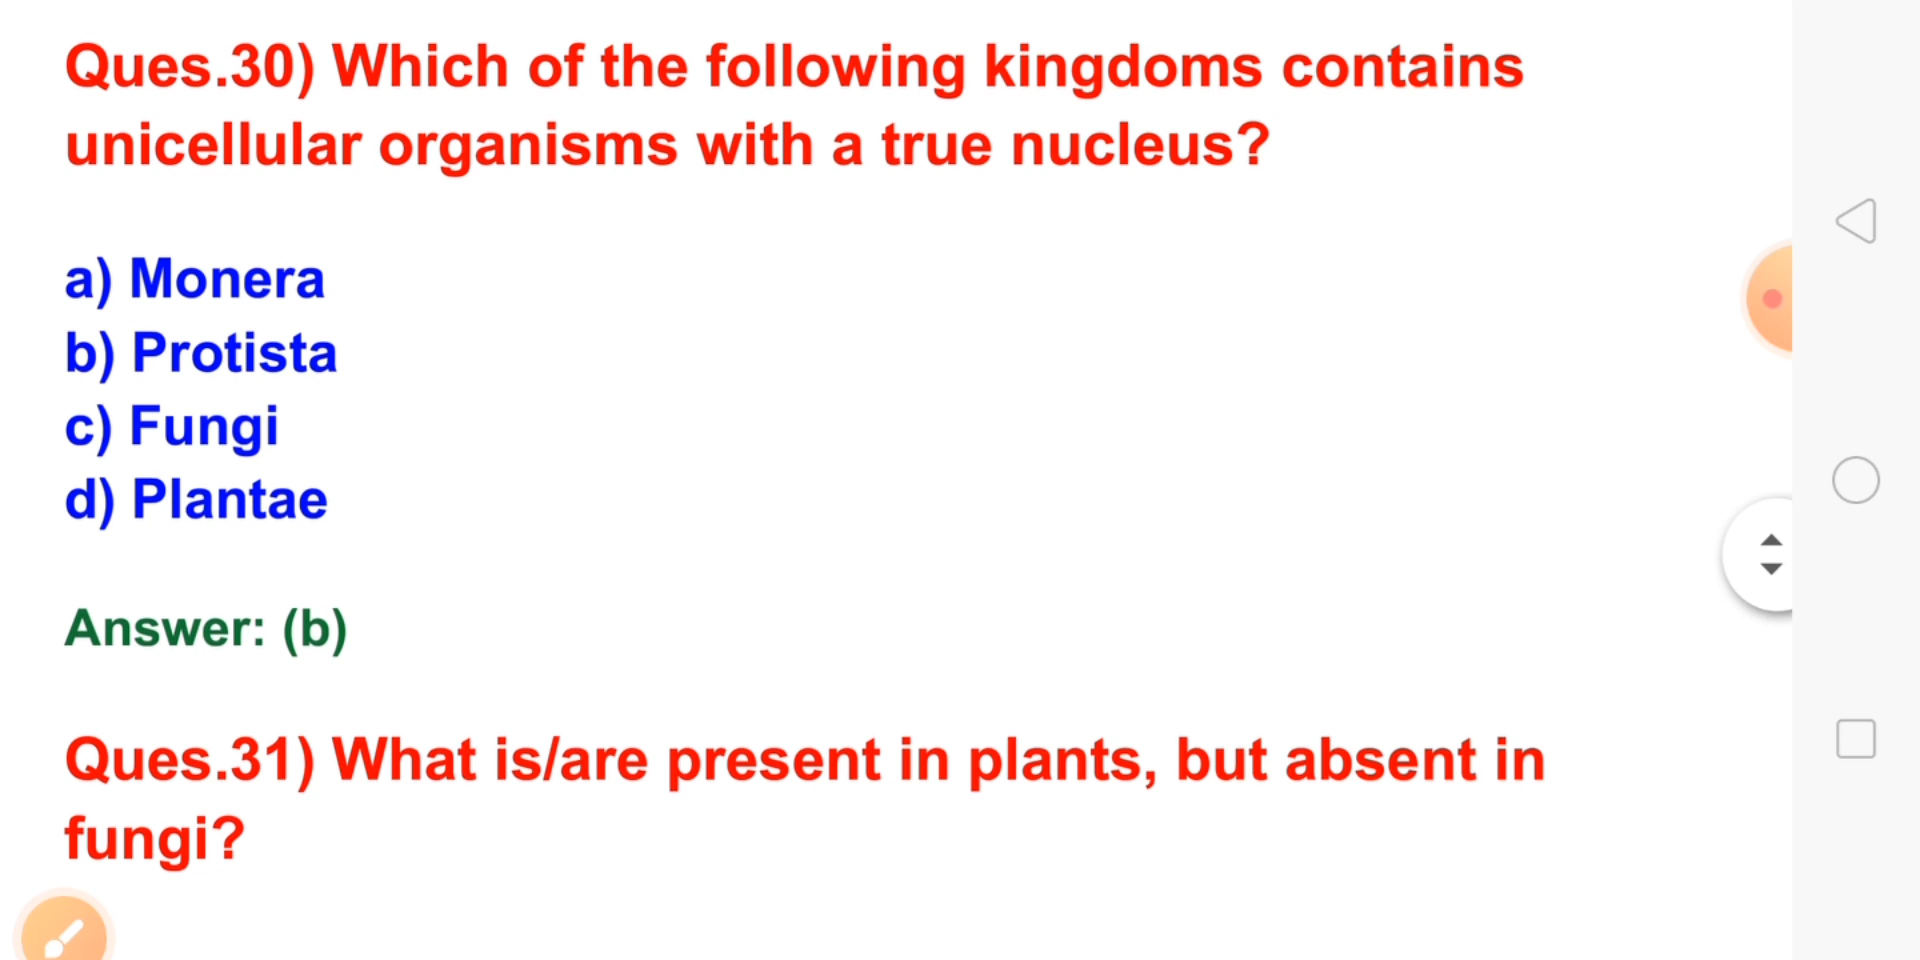 Ques.30) Which of the following kingdoms contains
unicellular organisms with a true nucleus?
a) Monera
b) Protista
c) Fungi
d) Plantae
Answer: (b)
Ques.31) What is/are present in plants, but absent in
fungi?